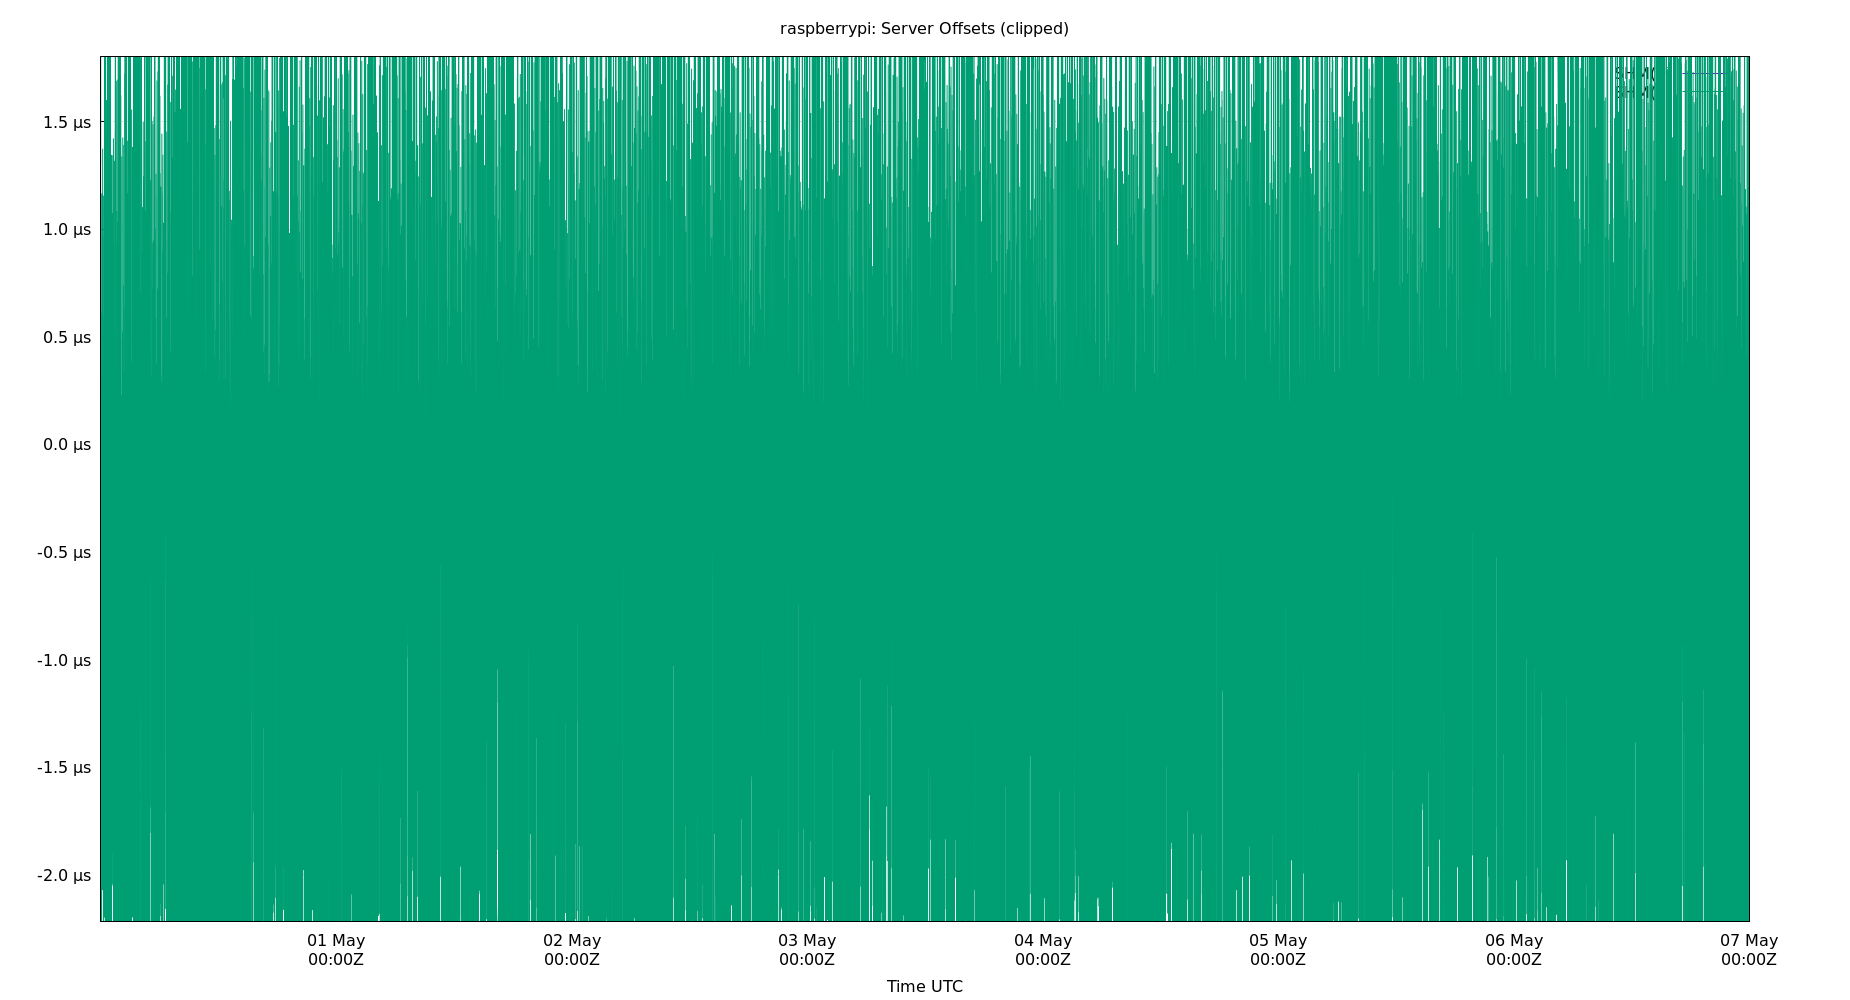 raspberrypi: Server Offsets (clipped)
SHM(
SHM(
1.5 µs
1.0 µs
0.5 µs
0.0 µs
-0.5 µs
-1.0 µs
-1.5 µs
-2.0 µs
01 May
00:00Z
02 May
00:00Z
03 May
00:00Z
04 May
00:00Z
05 May
00:00Z
06 May
00:00Z
07 May
00:00Z
Time UTC